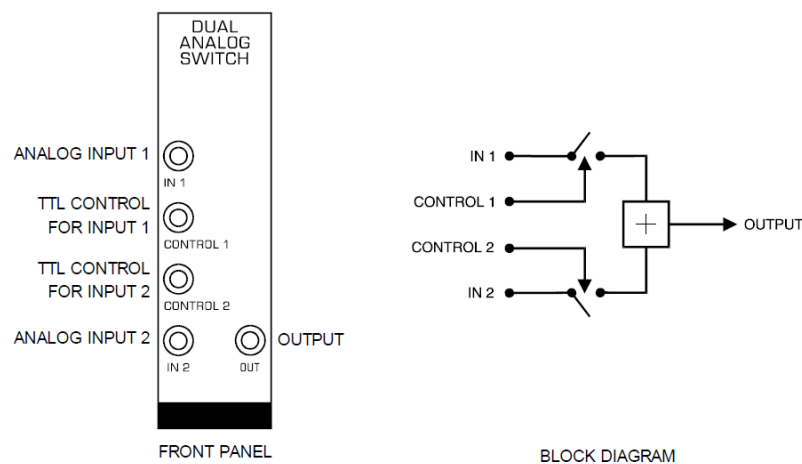 DUAL
ANALOG
SWITCH
ANALOG INPUT 1
IN 1
TTL CONTROL
FOR INPUT 1
CONTROL 1
TTL CONTROL
FOR INPUT 2
CONTROL 2
ANALOG INPUT 2
IN 2
OUT
OUTPUT
FRONT PANEL
IN 1
CONTROL 1
CONTROL 2
IN 2
+
OUTPUT
BLOCK DIAGRAM